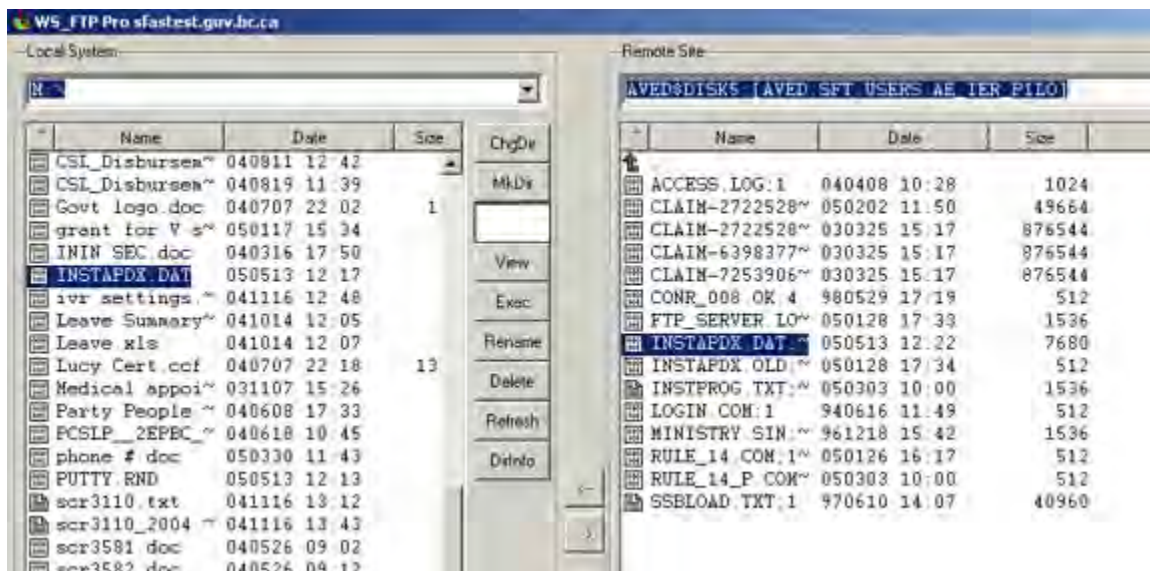 WS_FTP Pro sfastest.gov.bc.ca
Local System
M:\
Name Date Size
CSL_Disbursem~ 040811 12:42
CSL_Disbursem~ 040819 11:39
Govt logo.doc 040707 22:02 1
grant for V s~ 050117 15:34
ININ SEC.doc 040316 17:50
INSTAPDX.DAT 050513 12:17
ivr settings.~ 041116 12:48
Leave Summary~ 041014 12:05
Leave.xls 041014 12:07
Lucy Cert.ccf 040707 22:18 13
Medical appoi~ 031107 15:26
Party People ~ 040608 17:33
PCSLP__2EPBC_~ 040618 10:45
phone #.doc 050330 11:43
PUTTY.RND 050513 12:13
scr3110.txt 041116 13:12
scr3110_2004 ~ 041116 13:43
scr3581.doc 040526 09:02
scr3582.doc 040526 09:12
ChgDir
MkDir
View
Exec
Rename
Delete
Refresh
DirInfo
<-
->
Remote Site
AVED$DISK5:[AVED.SFT.USERS.AE.IER.PILO]
Name Date Size
ACCESS.LOG;1 040408 10:28 1024
CLAIM-2722528~ 050202 11:50 49664
CLAIM-2722528~ 030325 15:17 876544
CLAIM-6398377~ 030325 15:17 876544
CLAIM-7253906~ 030325 15:17 876544
CONR_008.OK;4 980529 17:19 512
FTP_SERVER.LO~ 050128 17:33 1536
INSTAPDX.DAT;~ 050513 12:22 7680
INSTAPDX.OLD;~ 050128 17:34 512
INSTPROG.TXT;~ 050303 10:00 1536
LOGIN.COM;1 940616 11:49 512
MINISTRY.SIN;~ 961218 15:42 1536
RULE_14.COM;1~ 050126 16:17 512
RULE_14_P.COM~ 050303 10:00 512
SSBLOAD.TXT;1 970610 14:07 40960